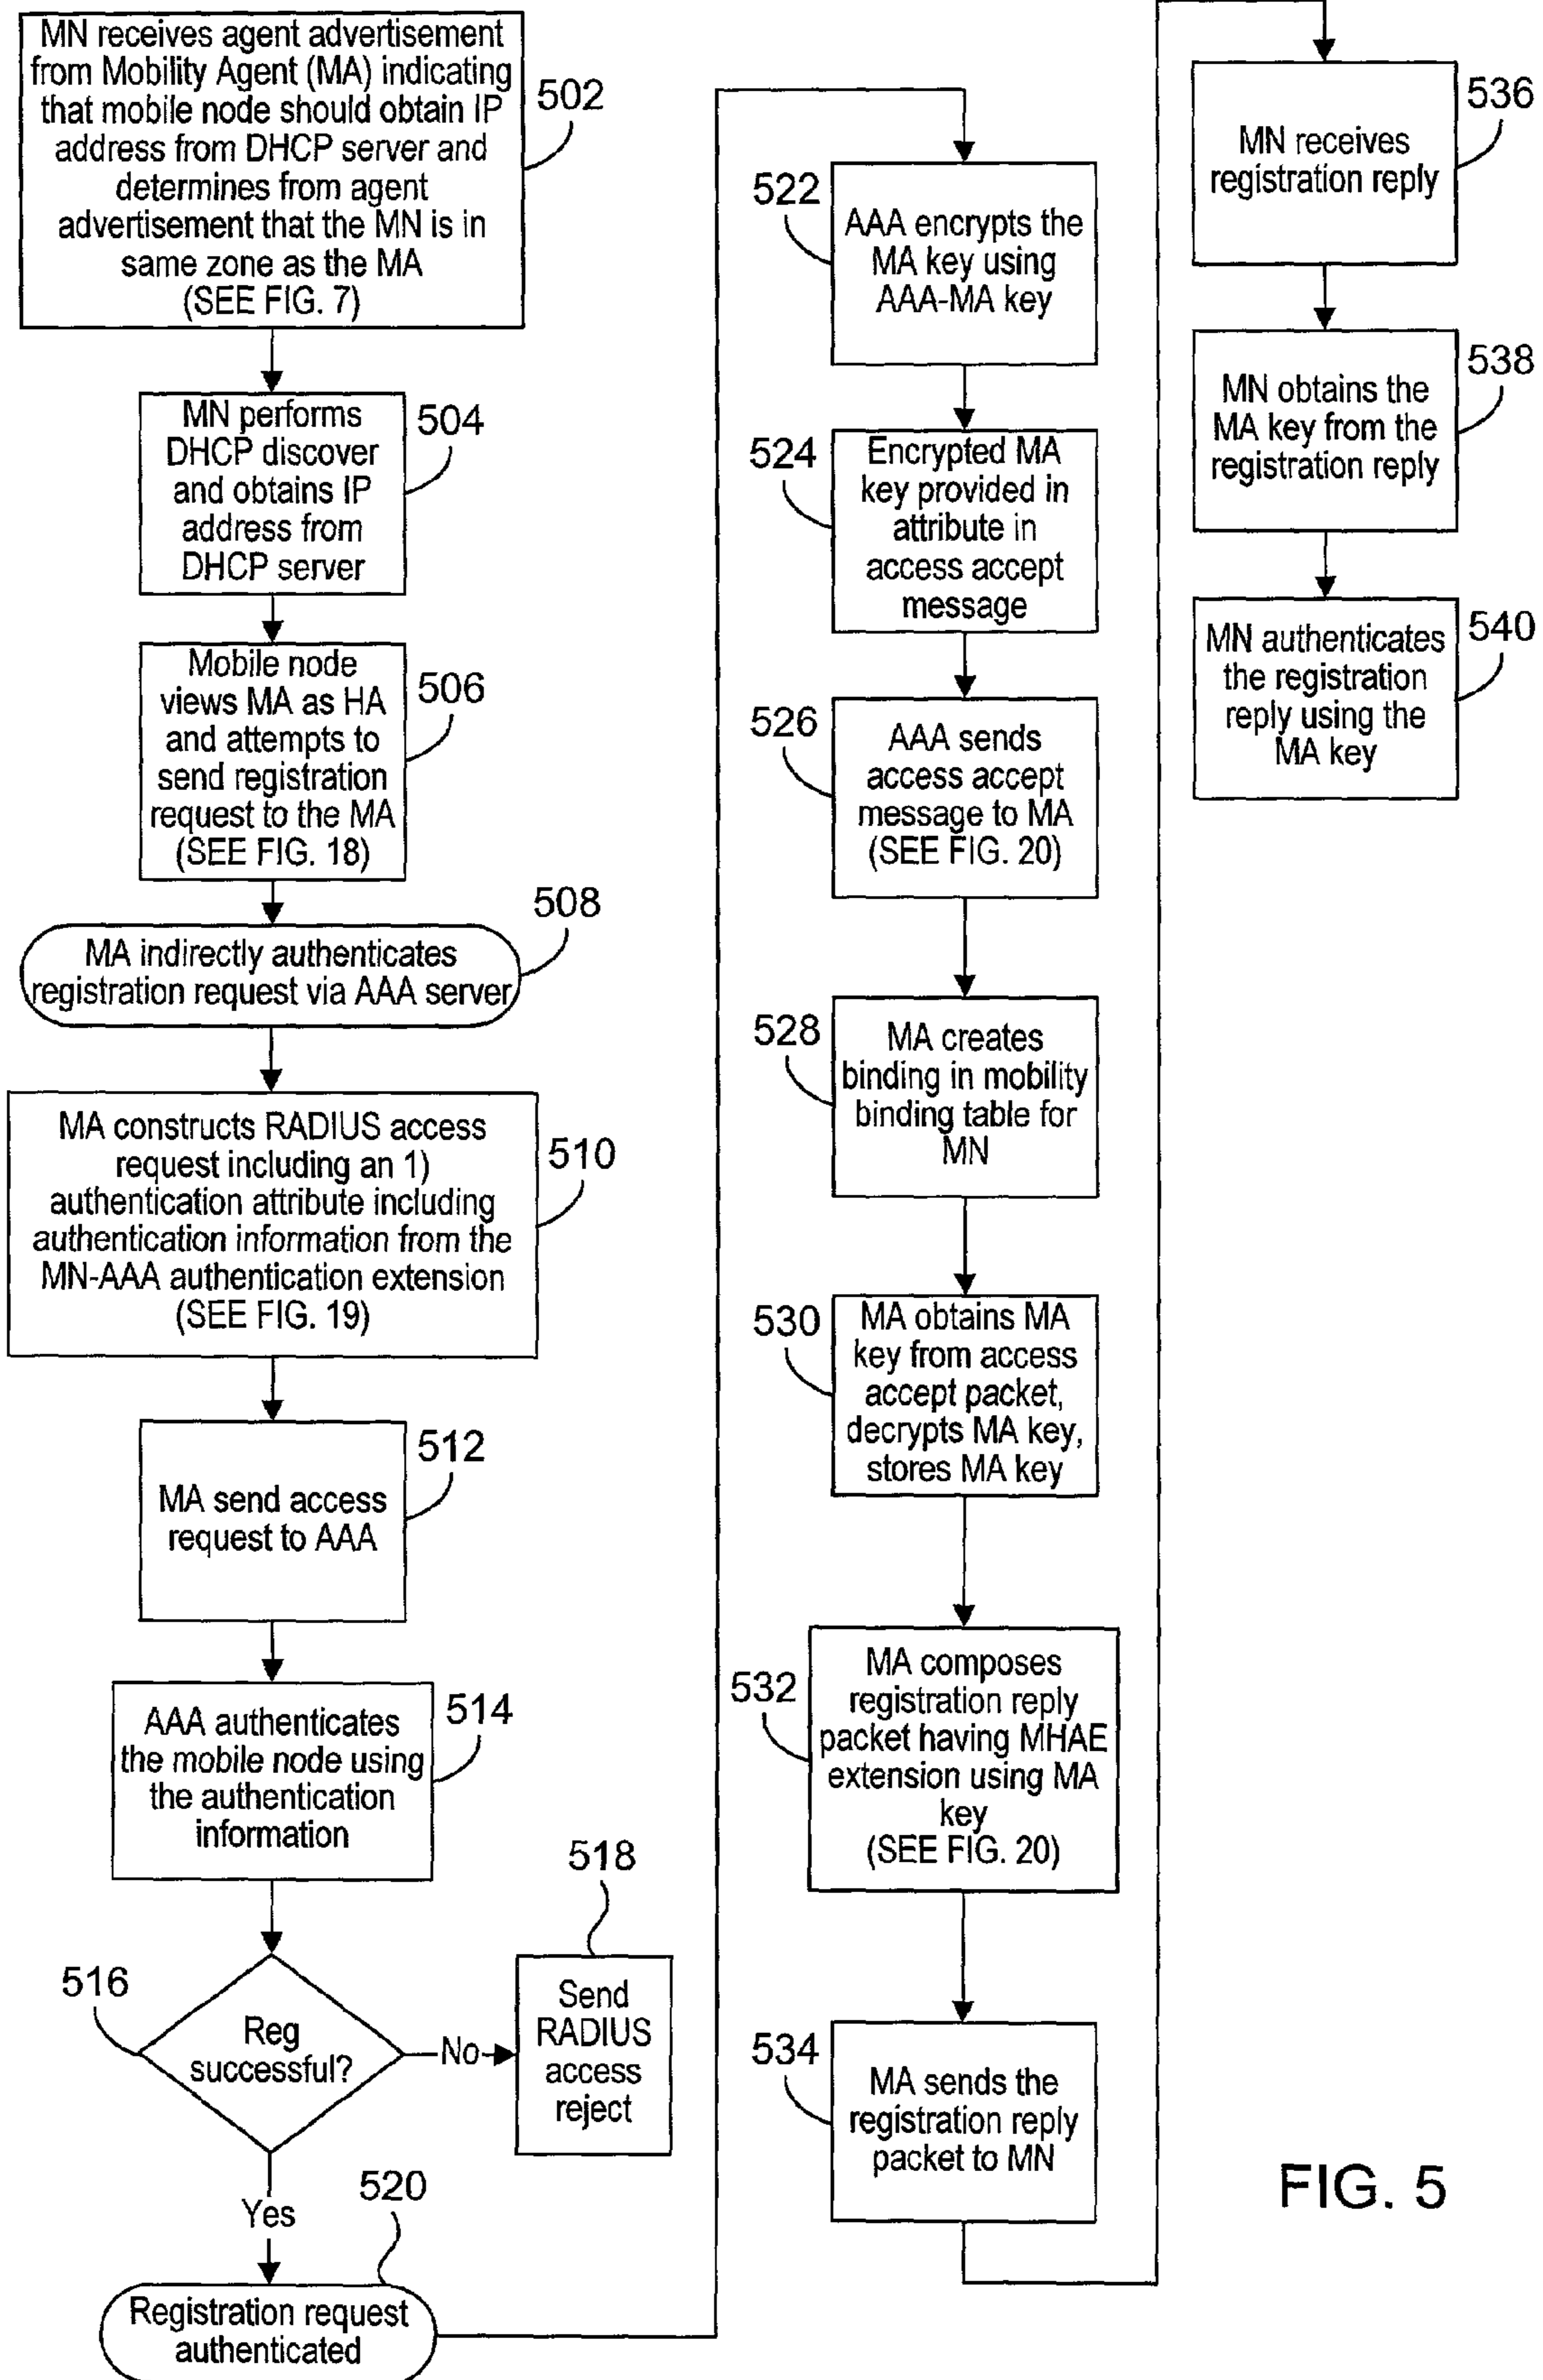 MN receives agent advertisement
from Mobility Agent (MA) indicating
that mobile node should obtain IP
address from DHCP server and
determines from agent
advertisement that the MN is in
same zone as the MA
(SEE FIG. 7)
502
MN performs
DHCP discover
and obtains IP
address from
DHCP server
504
Mobile node
views MA as HA
and attempts to
send registration
request to the MA
(SEE FIG. 18)
506
MA indirectly authenticates
registration request via AAA server
508
MA constructs RADIUS access
request including an 1)
authentication attribute including
authentication information from the
MN-AAA authentication extension
(SEE FIG. 19)
510
MA send access
request to AAA
512
AAA authenticates
the mobile node using
the authentication
information
514
Reg
successful?
516
No
Send
RADIUS
access
reject
518
Yes
Registration request
authenticated
520
AAA encrypts the
MA key using
AAA-MA key
522
Encrypted MA
key provided in
attribute in
access accept
message
524
AAA sends
access accept
message to MA
(SEE FIG. 20)
526
MA creates
binding in mobility
binding table for
MN
528
MA obtains MA
key from access
accept packet,
decrypts MA key,
stores MA key
530
MA composes
registration reply
packet having MHAE
extension using MA
key
(SEE FIG. 20)
532
MA sends the
registration reply
packet to MN
534
MN receives
registration reply
536
MN obtains the
MA key from the
registration reply
538
MN authenticates
the registration
reply using the
MA key
540
FIG. 5